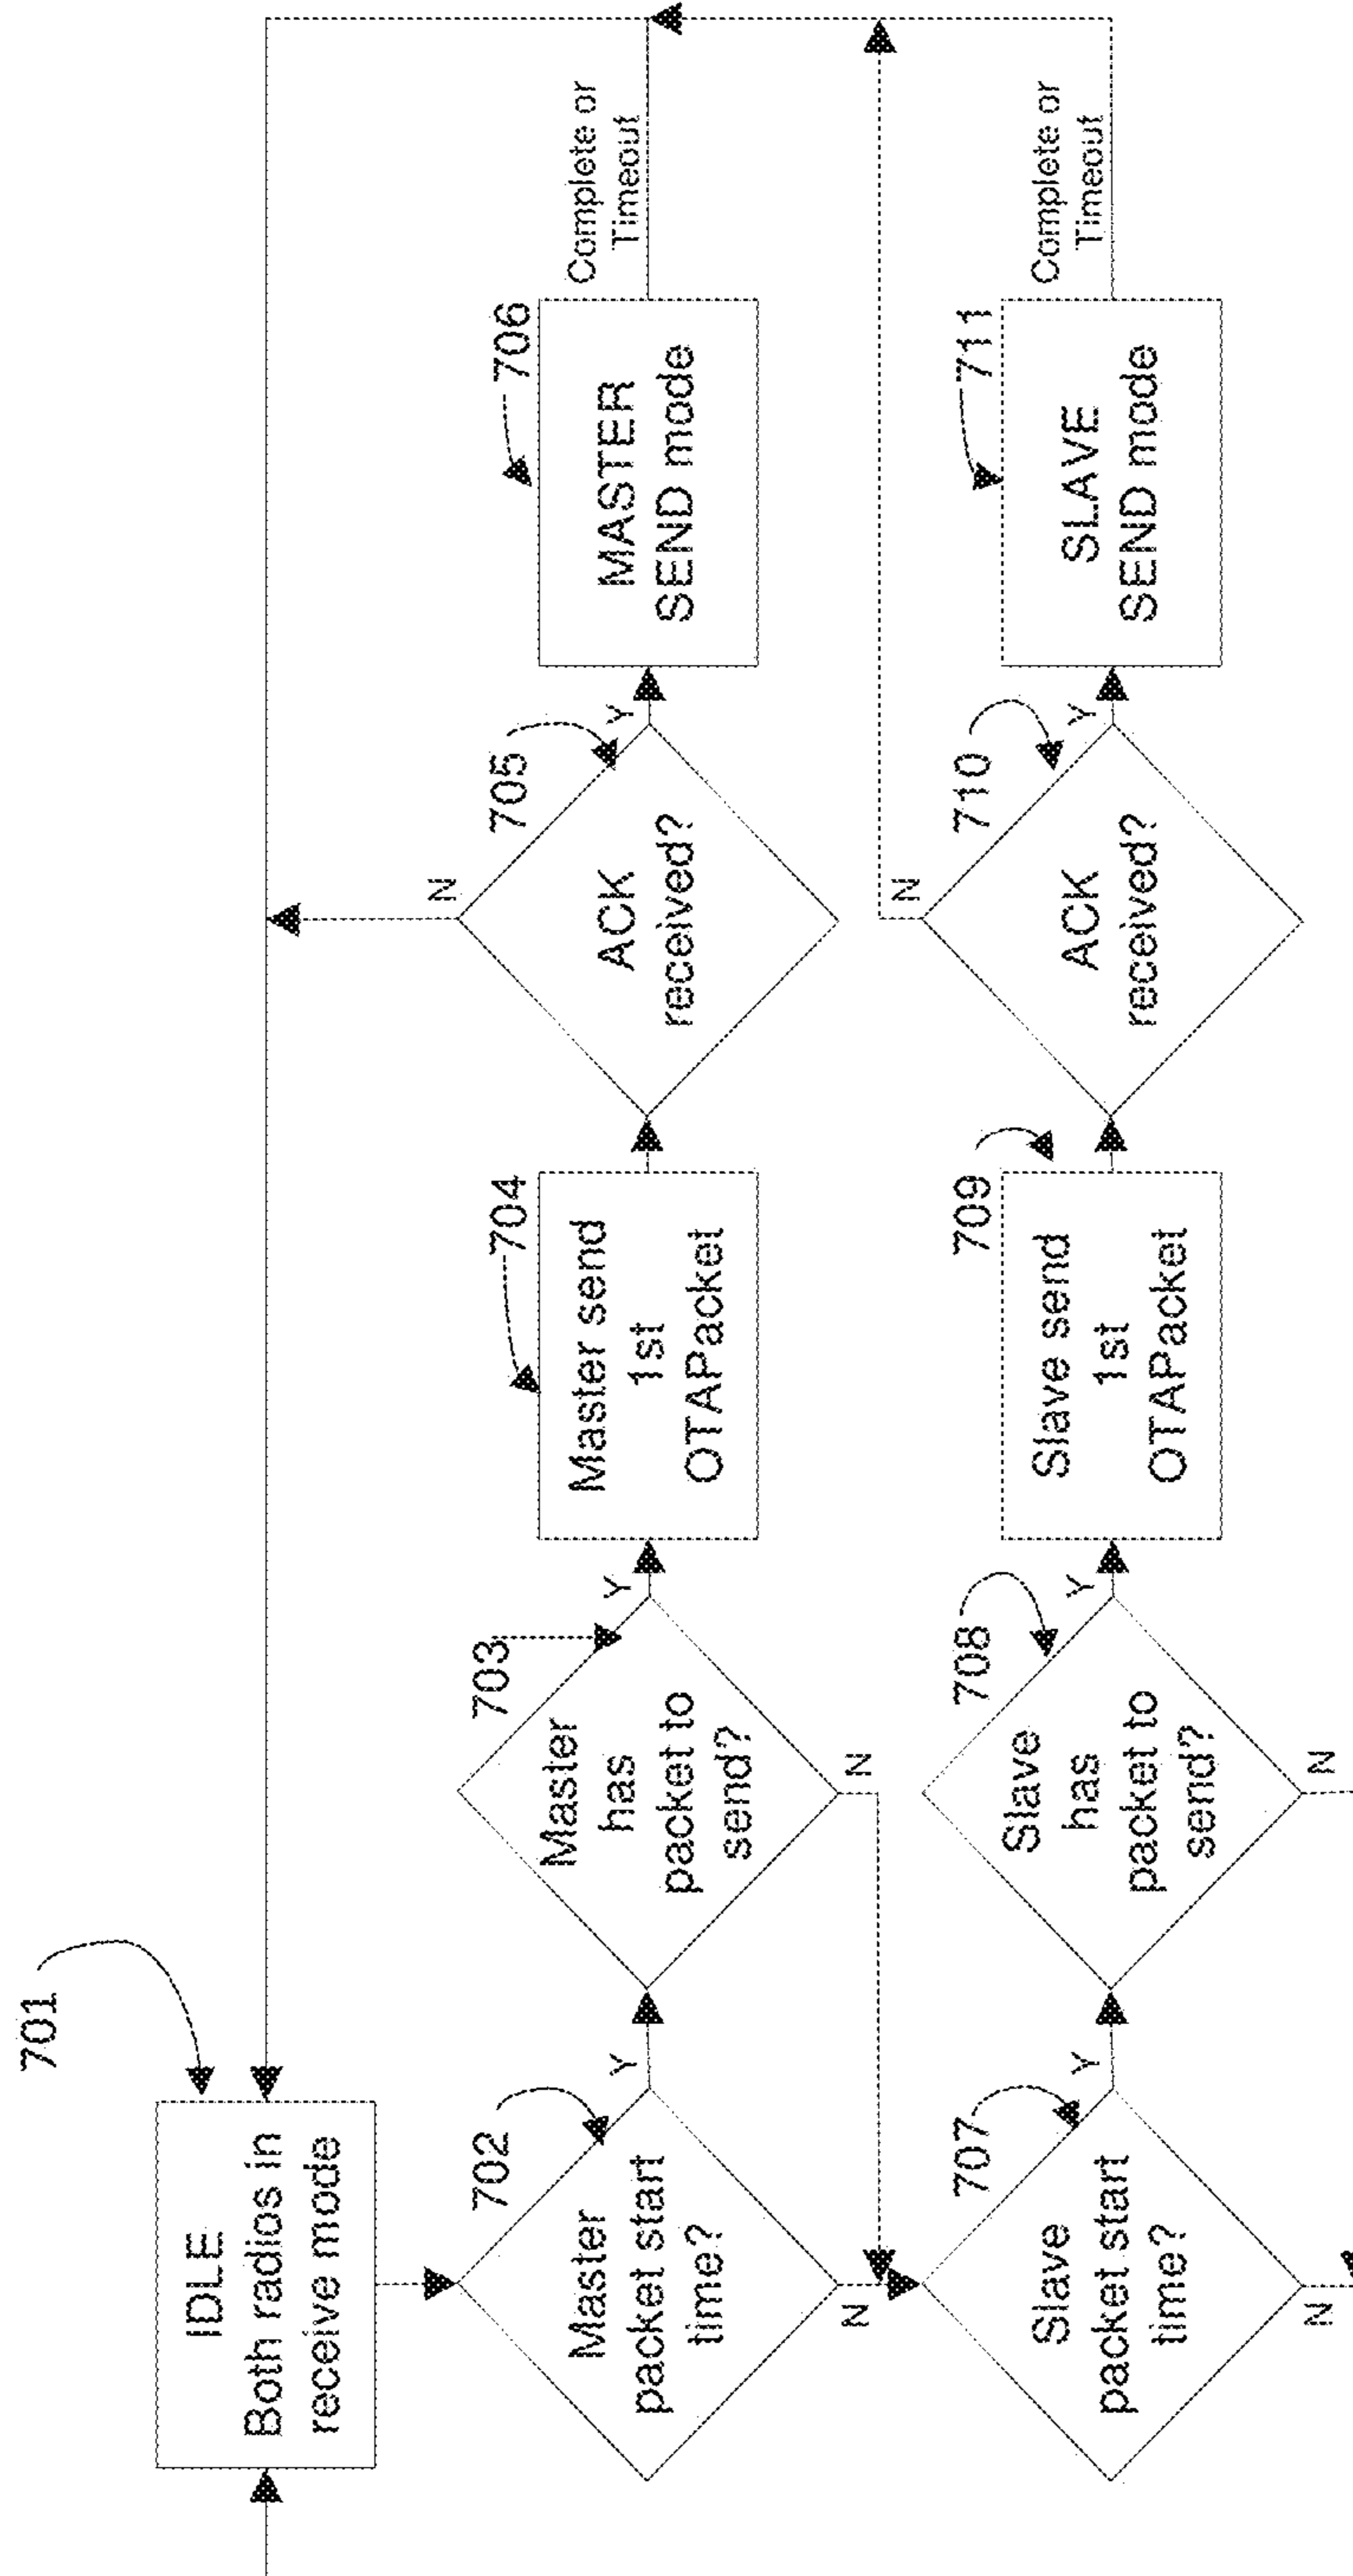 701
IDLE
Both radios in
receive mode
702
Master
packet start
time?
Y
N
703
Master
has
packet to
send?
Y
N
704
Master send
1st
OTAPacket
705
ACK
received?
N
Y
706
MASTER
SEND mode
Complete or
Timeout
707
Slave
packet start
time?
Y
N
708
Slave
has
packet to
send?
Y
N
709
Slave send
1st
OTAPacket
710
ACK
received?
N
Y
711
SLAVE
SEND mode
Complete or
Timeout